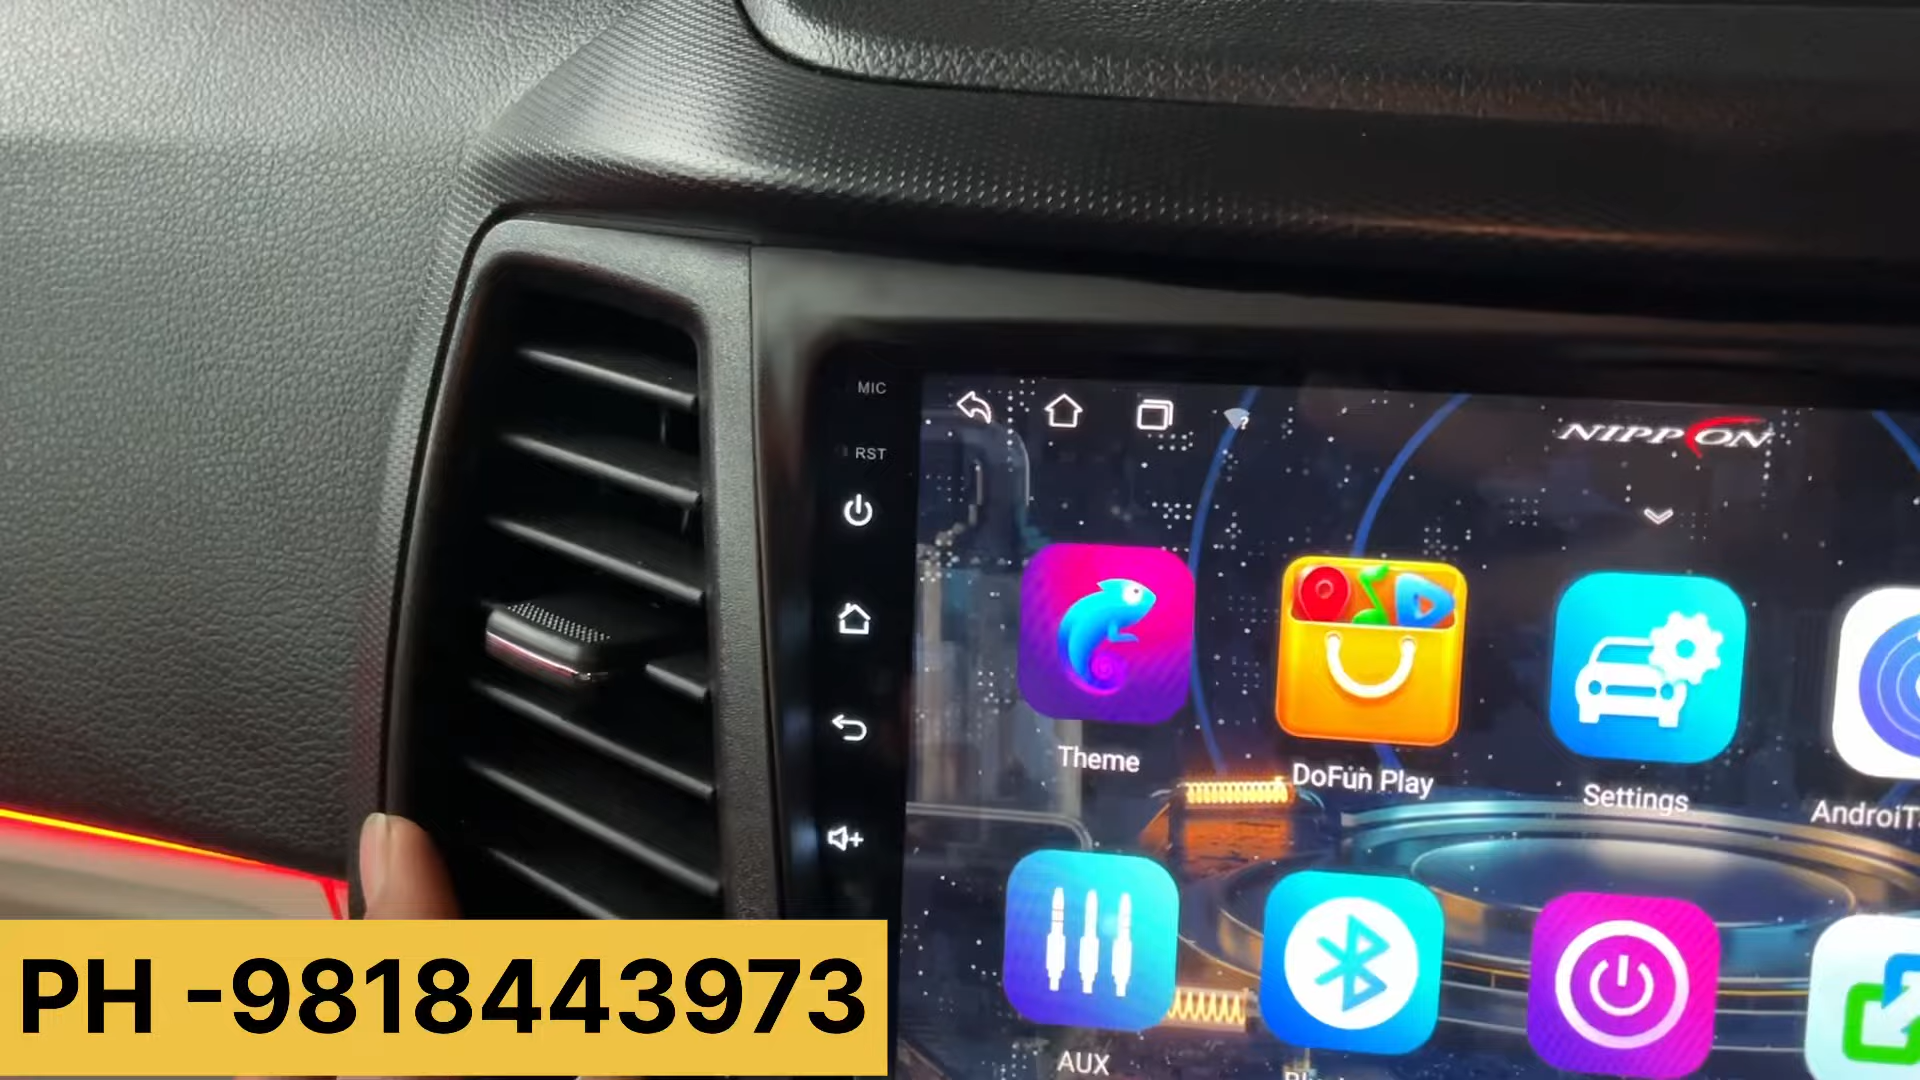 MIC
RST
NIPPON
Theme
DoFun Play
Settings
AUX
PH -9818443973